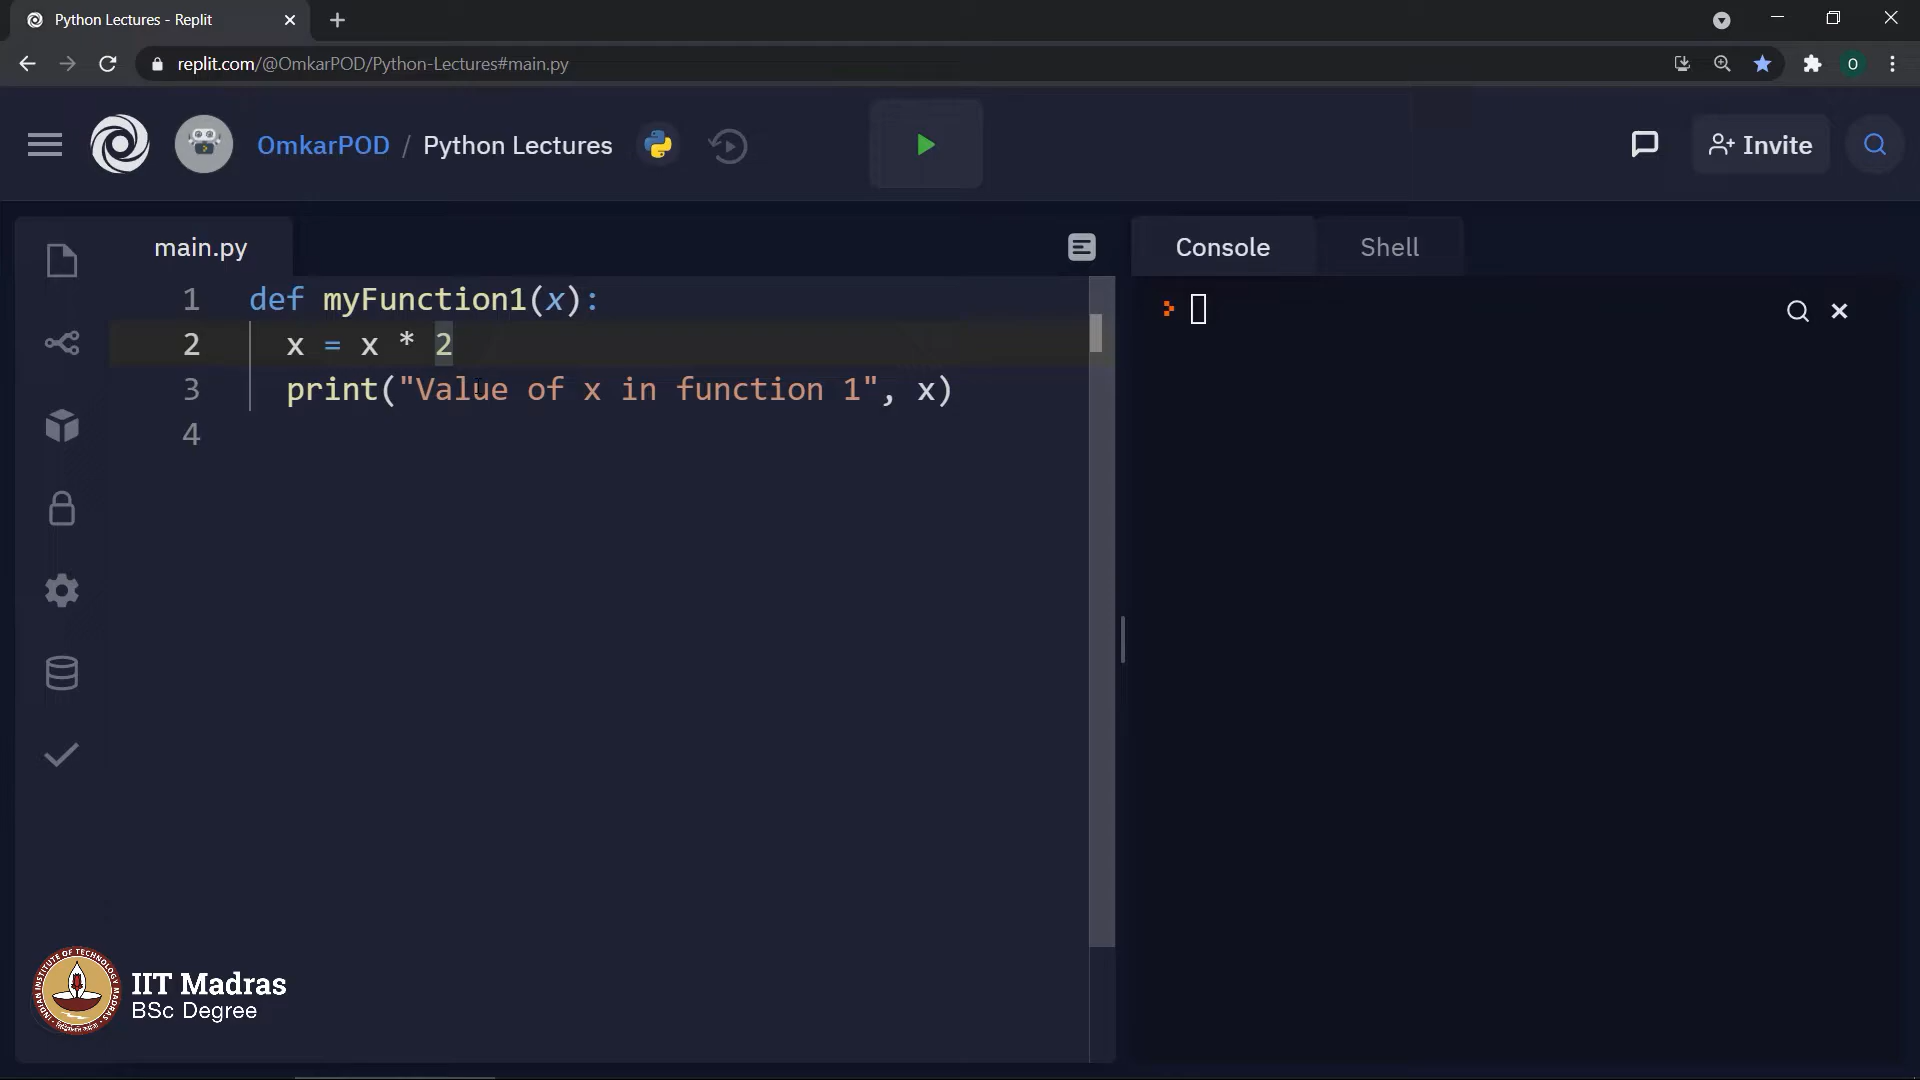 Python Lectures - Replit
replit.com/@OmkarPOD/Python-Lectures#main.py
O
OmkarPOD / Python Lectures
Invite
main.py
Console
Shell
1 def myFunction1(x):
2 x = x * 2
3 print("Value of x in function 1", x)
4
IIT Madras
BSc Degree